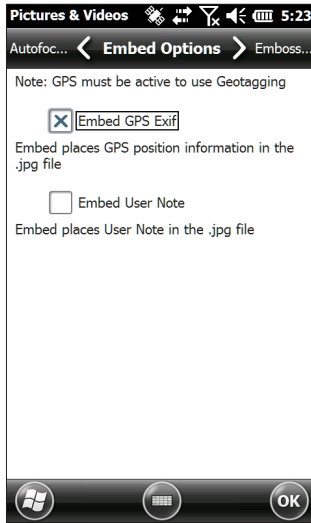 Pictures & Videos 5:23
Autofoc... Embed Options Emboss...
Note: GPS must be active to use Geotagging
Embed GPS Exif
Embed places GPS position information in the
.jpg file
Embed User Note
Embed places User Note in the .jpg file
OK